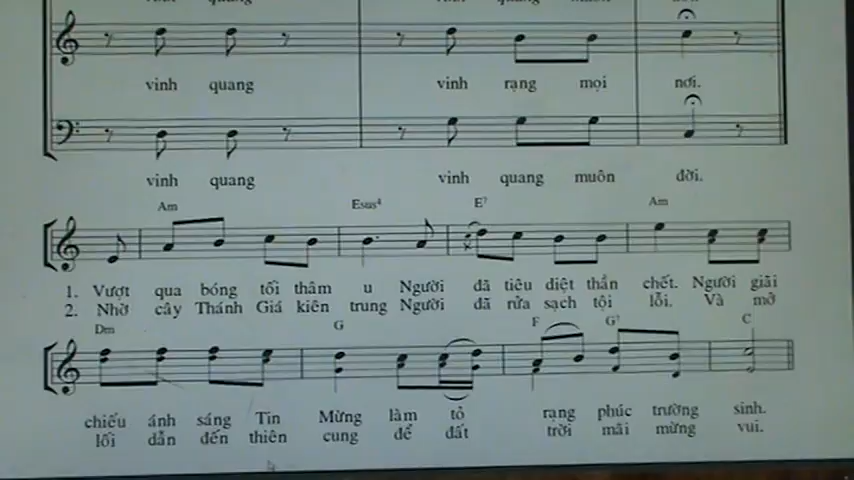 vinh quang vinh rạng mọi nơi.
vinh quang vinh quang muôn đời.
Am Esus4 E7 Am
1. Vượt qua bóng tối thâm u Người đã tiêu diệt thần chết. Người giãi
2. Nhờ cây Thánh Giá kiên trung Người đã rửa sạch tội lỗi. Và mở
Dm G F G7 C
chiếu ánh sáng Tin Mừng làm tỏ rạng phúc trường sinh.
lối dẫn đến thiên cung để đất trời mãi mừng vui.